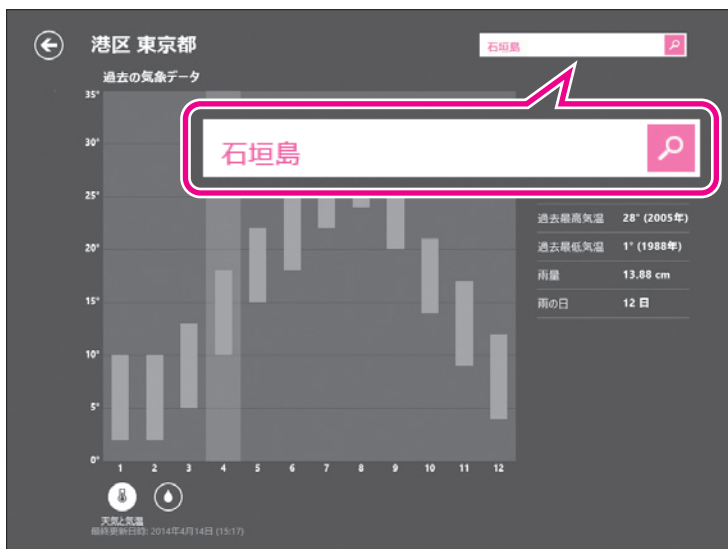 港区 東京都
石垣島
過去の気象データ
石垣島
35°
30°
25°
20°
15°
10°
5°
0°
過去最高気温 28° (2005年)
過去最低気温 1° (1988年)
雨量 13.88 cm
雨の日 12 日
1 2 3 4 5 6 7 8 9 10 11 12
天気と気温
最終更新日時: 2014年4月14日 (15:17)